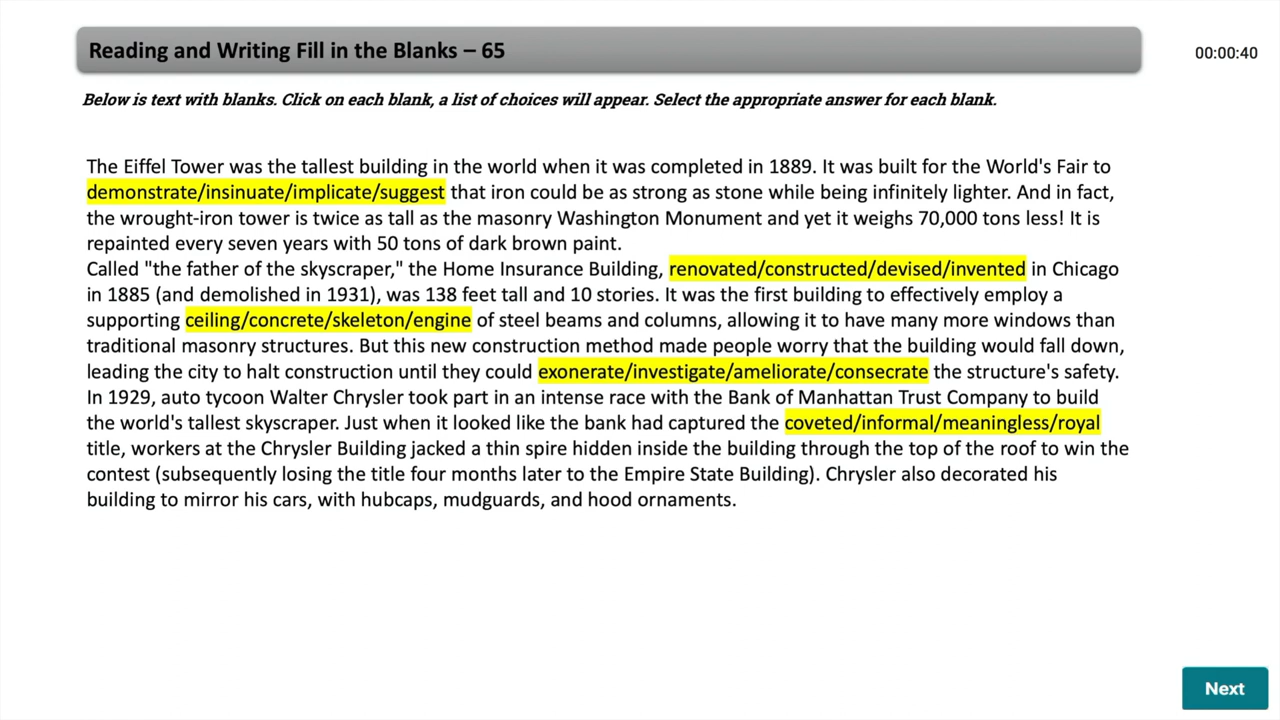 Reading and Writing Fill in the Blanks – 65
00:00:40
Below is text with blanks. Click on each blank, a list of choices will appear. Select the appropriate answer for each blank.
The Eiffel Tower was the tallest building in the world when it was completed in 1889. It was built for the World's Fair to
demonstrate/insinuate/implicate/suggest that iron could be as strong as stone while being infinitely lighter. And in fact,
the wrought-iron tower is twice as tall as the masonry Washington Monument and yet it weighs 70,000 tons less! It is
repainted every seven years with 50 tons of dark brown paint.
Called "the father of the skyscraper," the Home Insurance Building, renovated/constructed/devised/invented in Chicago
in 1885 (and demolished in 1931), was 138 feet tall and 10 stories. It was the first building to effectively employ a
supporting ceiling/concrete/skeleton/engine of steel beams and columns, allowing it to have many more windows than
traditional masonry structures. But this new construction method made people worry that the building would fall down,
leading the city to halt construction until they could exonerate/investigate/ameliorate/consecrate the structure's safety.
In 1929, auto tycoon Walter Chrysler took part in an intense race with the Bank of Manhattan Trust Company to build
the world's tallest skyscraper. Just when it looked like the bank had captured the coveted/informal/meaningless/royal
title, workers at the Chrysler Building jacked a thin spire hidden inside the building through the top of the roof to win the
contest (subsequently losing the title four months later to the Empire State Building). Chrysler also decorated his
building to mirror his cars, with hubcaps, mudguards, and hood ornaments.
Next